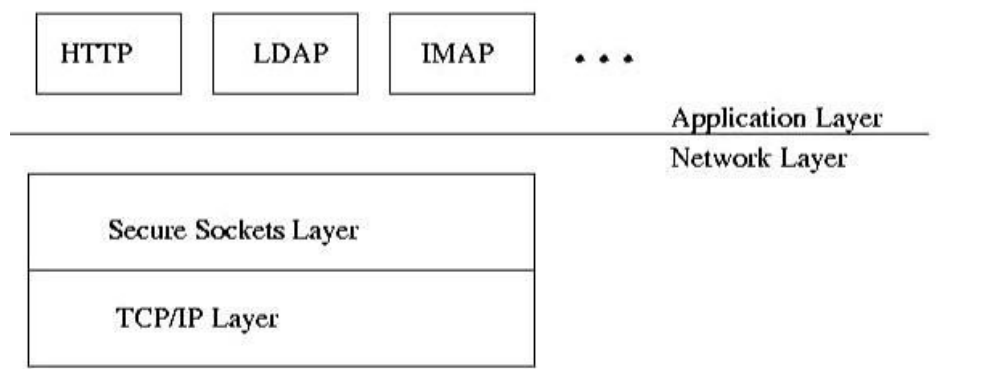 HTTP LDAP IMAP ...
Application Layer
Network Layer
Secure Sockets Layer
TCP/IP Layer